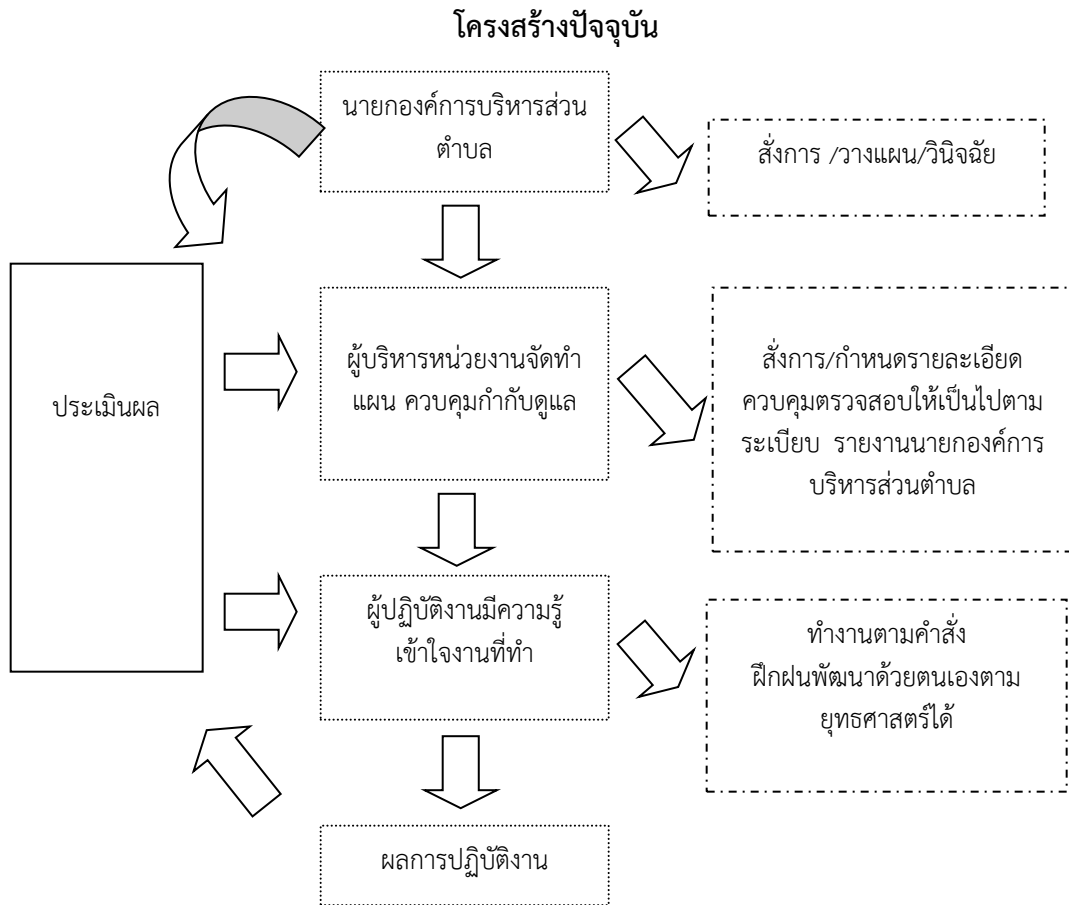 โครงสร้างปัจจุบัน
นายกองค์การบริหารส่วน
ตำบล
สั่งการ /วางแผน/วินิจฉัย
ประเมินผล
ผู้บริหารหน่วยงานจัดทำ
แผน ควบคุมกำกับดูแล
สั่งการ/กำหนดรายละเอียด
ควบคุมตรวจสอบให้เป็นไปตาม
ระเบียบ รายงานนายกองค์การ
บริหารส่วนตำบล
ผู้ปฏิบัติงานมีความรู้
เข้าใจงานที่ทำ
ทำงานตามคำสั่ง
ฝึกฝนพัฒนาด้วยตนเองตาม
ยุทธศาสตร์ได้
ผลการปฏิบัติงาน